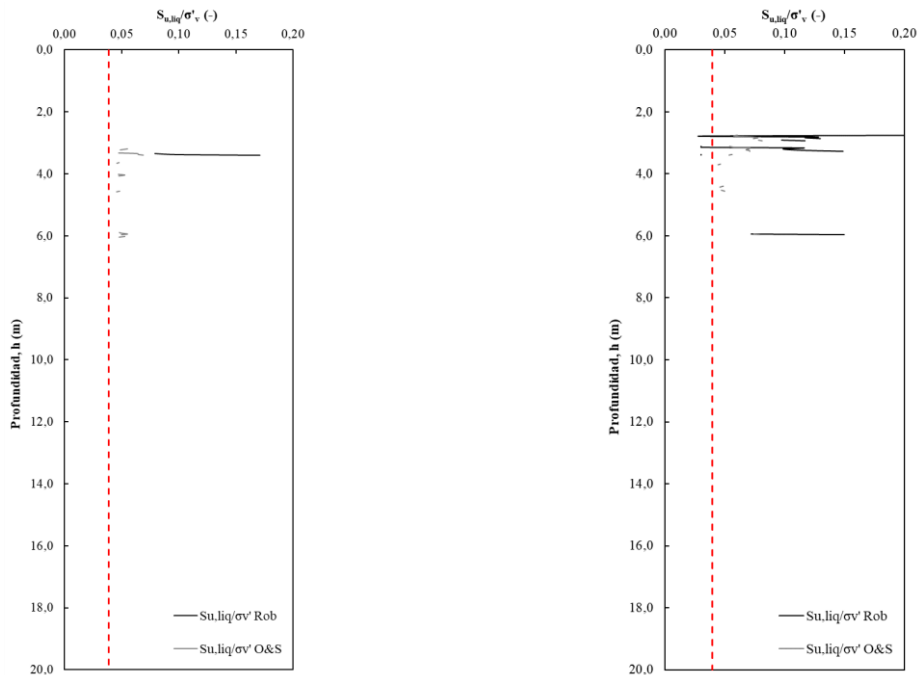 Su,liq/σ'v (-)
0,00 0,05 0,10 0,15 0,20
0,0
2,0
4,0
6,0
8,0
10,0
12,0
14,0
16,0
18,0
20,0
Profundidad, h (m)
Su,liq/σv' Rob
Su,liq/σv' O&S
Su,liq/σ'v (-)
0,00 0,05 0,10 0,15 0,20
0,0
2,0
4,0
6,0
8,0
10,0
12,0
14,0
16,0
18,0
20,0
Profundidad, h (m)
Su,liq/σv' Rob
Su,liq/σv' O&S